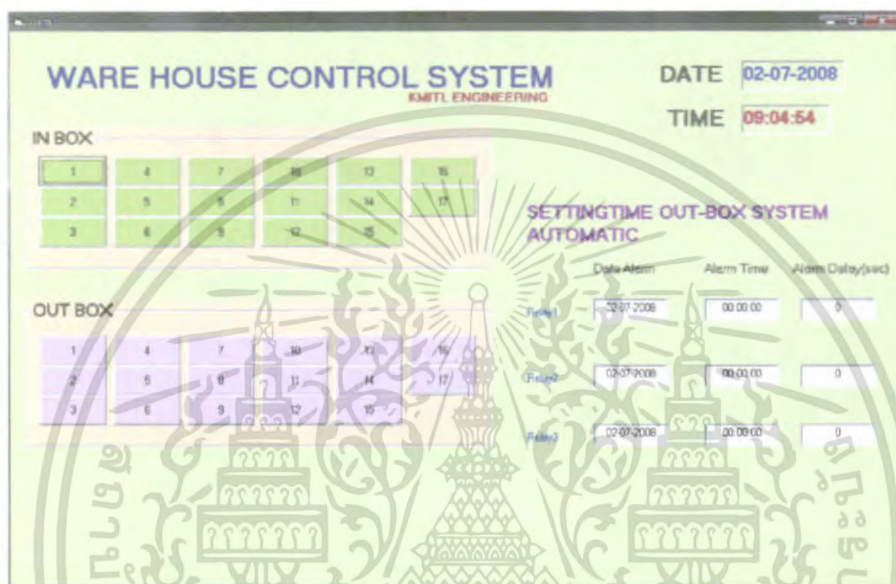 WARE HOUSE CONTROL SYSTEM
KMITL ENGINEERING
DATE 02-07-2008
TIME 09:04:54
IN BOX
1 4 7 10 13 16
2 5 8 11 14 17
3 6 9 12 15
SETTINGTIME OUT-BOX SYSTEM
AUTOMATIC
Date Alarm Alarm Time Alarm Delay(sec)
Relay1 02-07-2008 00:00:00 0
02-07-2008 00:00:00 0
02-07-2008 00:00:00 0
OUT BOX
1 4 7 10 13 16
2 5 8 11 14 17
3 6 9 12 15